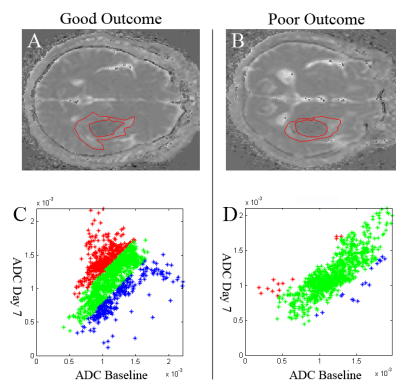 Good Outcome
Poor Outcome
A
B
C
D
x 10⁻³
2
1.5
1
0.5
0
ADC Day 7
0 0.5 1 1.5 2
x 10⁻³
ADC Baseline
x 10⁻³
2
1.5
1
0.5
0
ADC Day 7
0 0.5 1 1.5
x 10⁻³
ADC Baseline